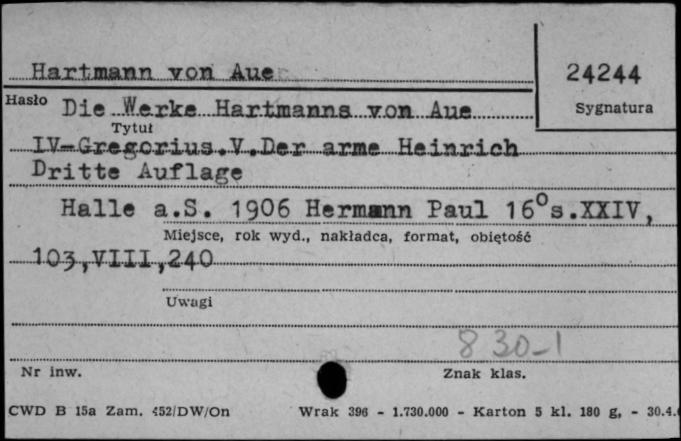 Hartmann von Aue
24244
Hasło
Sygnatura
Die Werke Hartmanns von Aue
Tytuł
IV-Gregorius.V.Der arme Heinrich
Dritte Auflage
Halle a.S. 1906 Hermann Paul 16° s.XXIV,
Miejsce, rok wyd., nakładca, format, obiętość
103,VIII,240
Uwagi
830-1
Nr inw.
Znak klas.
CWD B 15a Zam. 452/DW/On Wrak 396 - 1.730.000 - Karton 5 kl. 180 g, - 30.4.